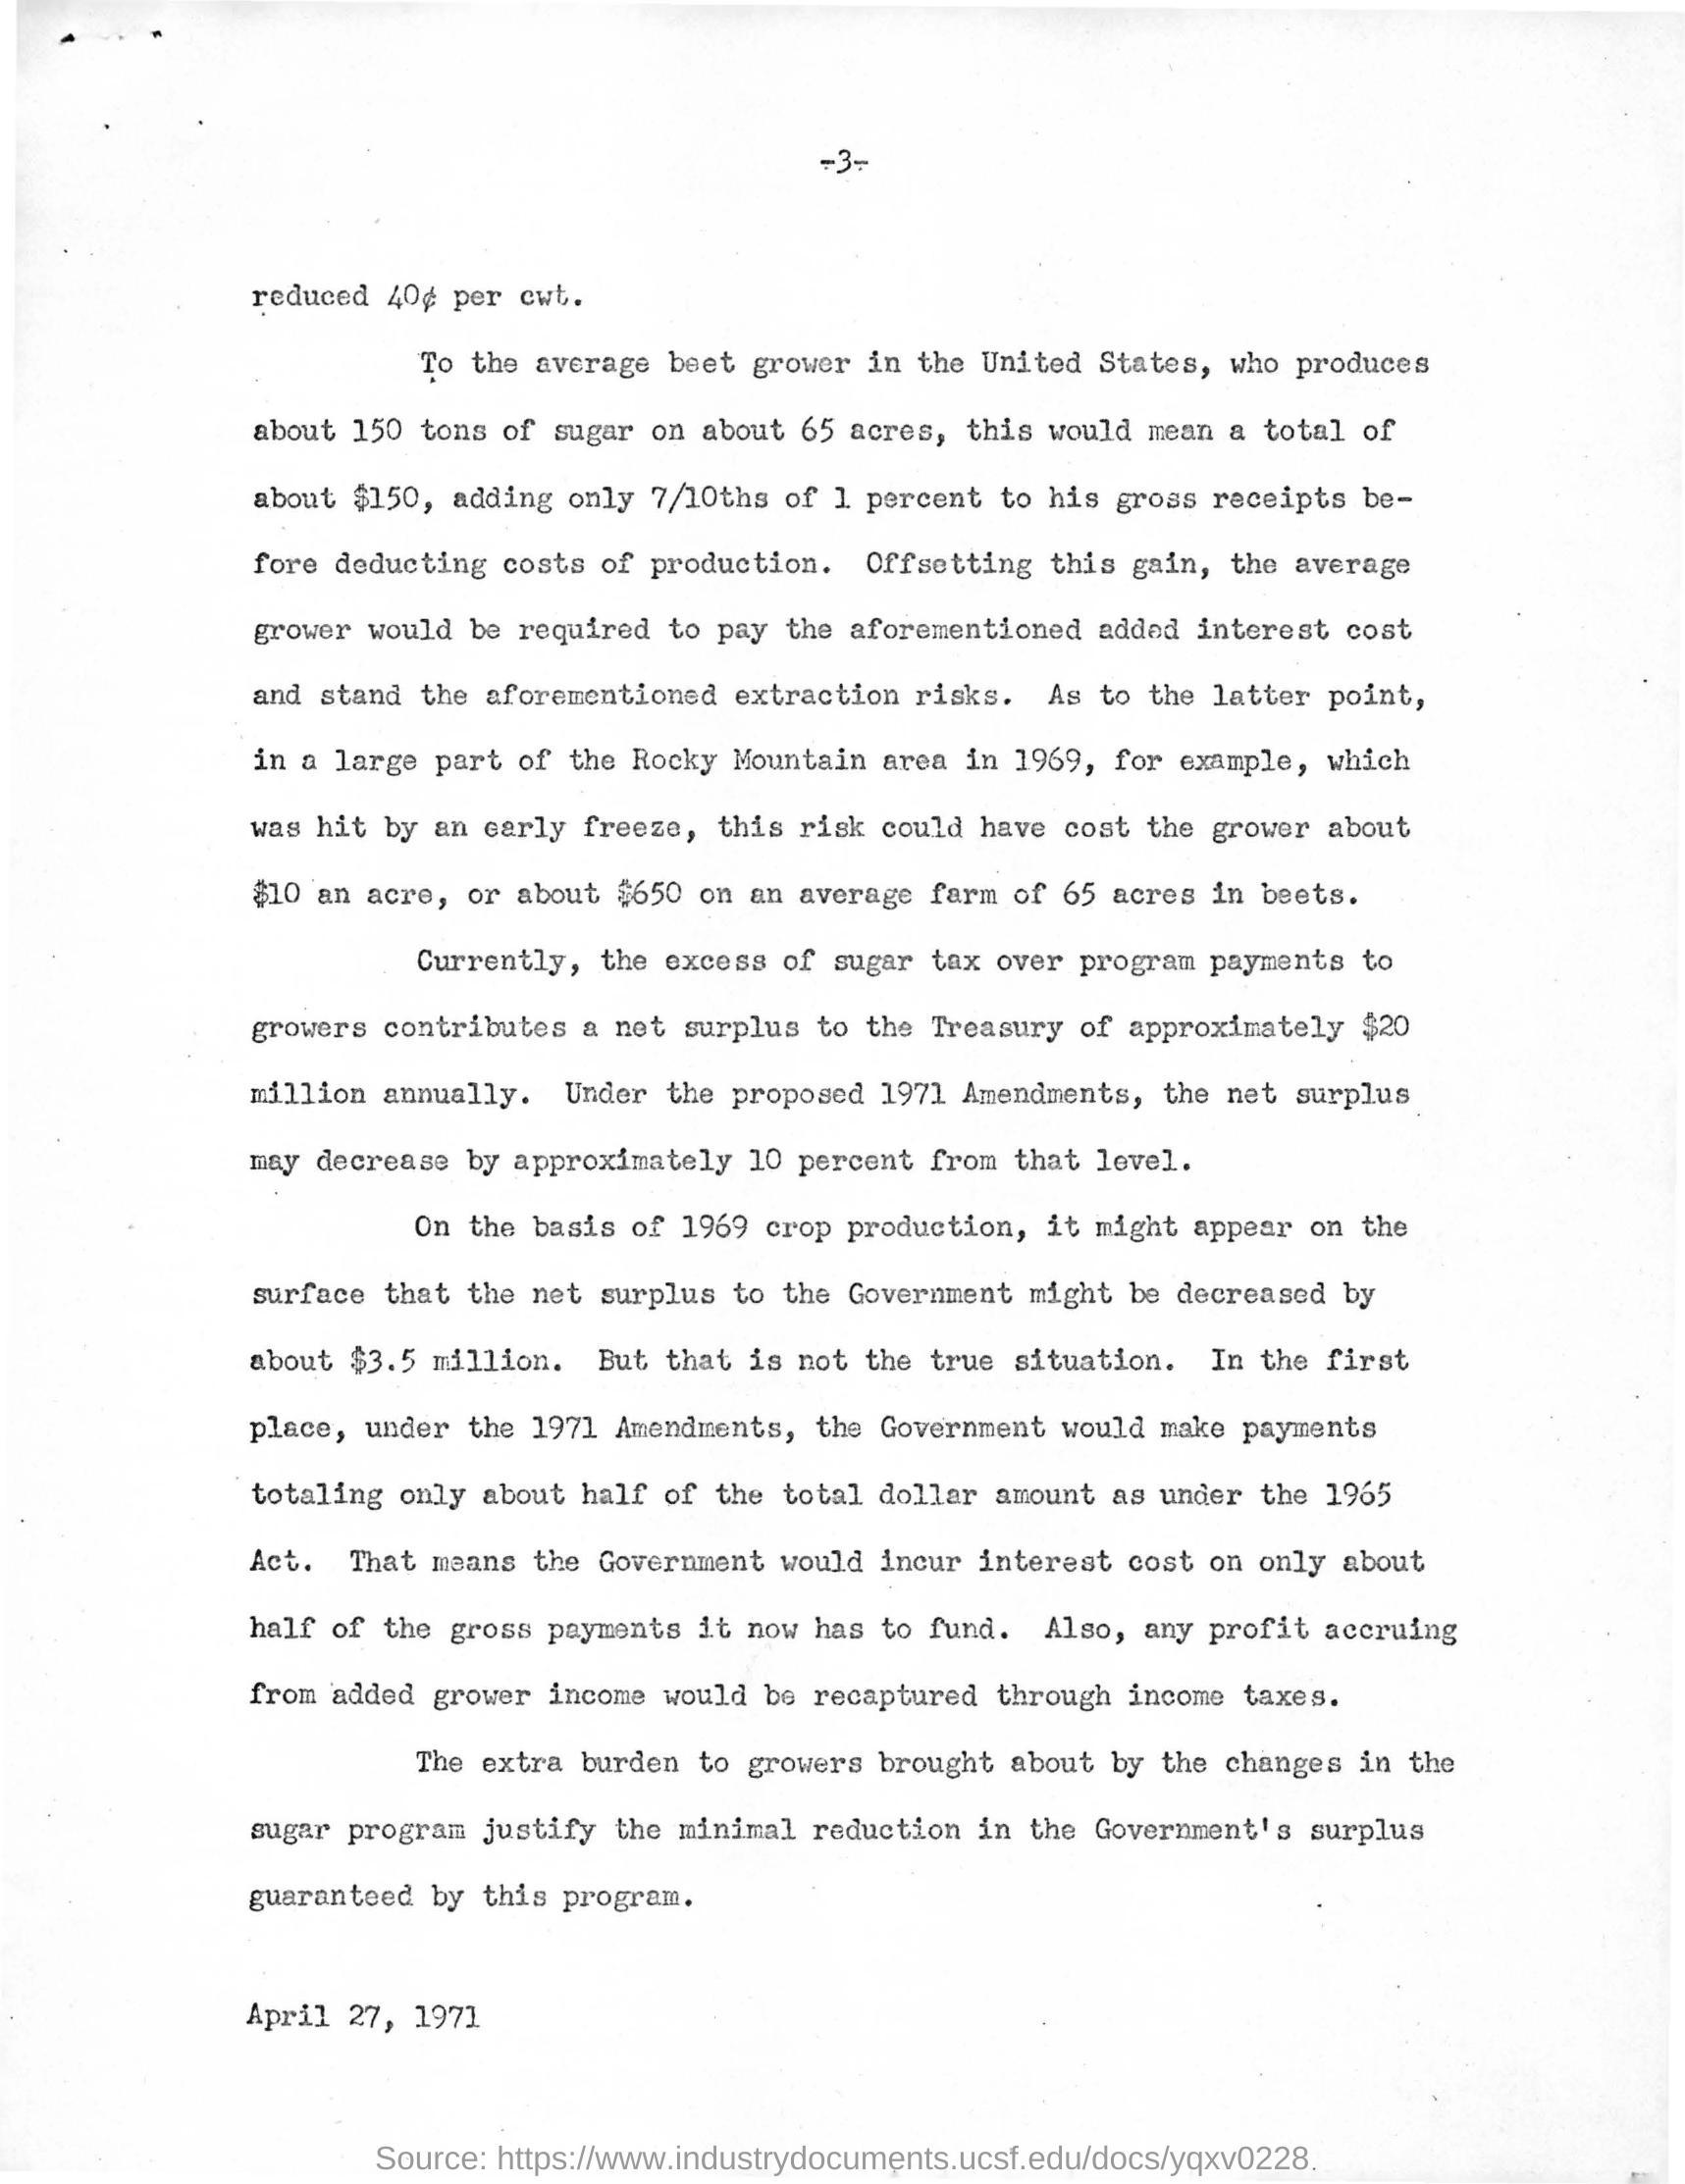 -3-
reduced 40¢ per cwt.
To the average beet grower in the United States, who produces
about 150 tons of sugar on about 65 acres, this would mean a total of
about $150, adding only 7/10ths of 1 percent to his gross receipts be-
fore deducting costs of production. Offsetting this gain, the average
grower would be required to pay the aforementioned added interest cost
and stand the aforementioned extraction risks. As to the latter point,
in a large part of the Rocky Mountain area in 1969, for example, which
was hit by an early freeze, this risk could have cost the grower about
$10 an acre, or about $650 on an average farm of 65 acres in beets.
Currently, the excess of sugar tax over program payments to
growers contributes a net surplus to the Treasury of approximately $20
million annually. Under the proposed 1971 Amendments, the net surplus
may decrease by approximately 10 percent from that level.
On the basis of 1969 crop production, it might appear on the
surface that the net surplus to the Government might be decreased by
about $3.5 million. But that is not the true situation. In the first
place, under the 1971 Amendments, the Government would make payments
totaling only about half of the total dollar amount as under the 1965
Act. That means the Government would incur interest cost on only about
half of the gross payments it now has to fund. Also, any profit accruing
from added grower income would be recaptured through income taxes.
The extra burden to growers brought about by the changes in the
sugar program justify the minimal reduction in the Government's surplus
guaranteed by this program.
April 27, 1971
Source: https://www.industrydocuments.ucsf.edu/docs/yqxv0228.